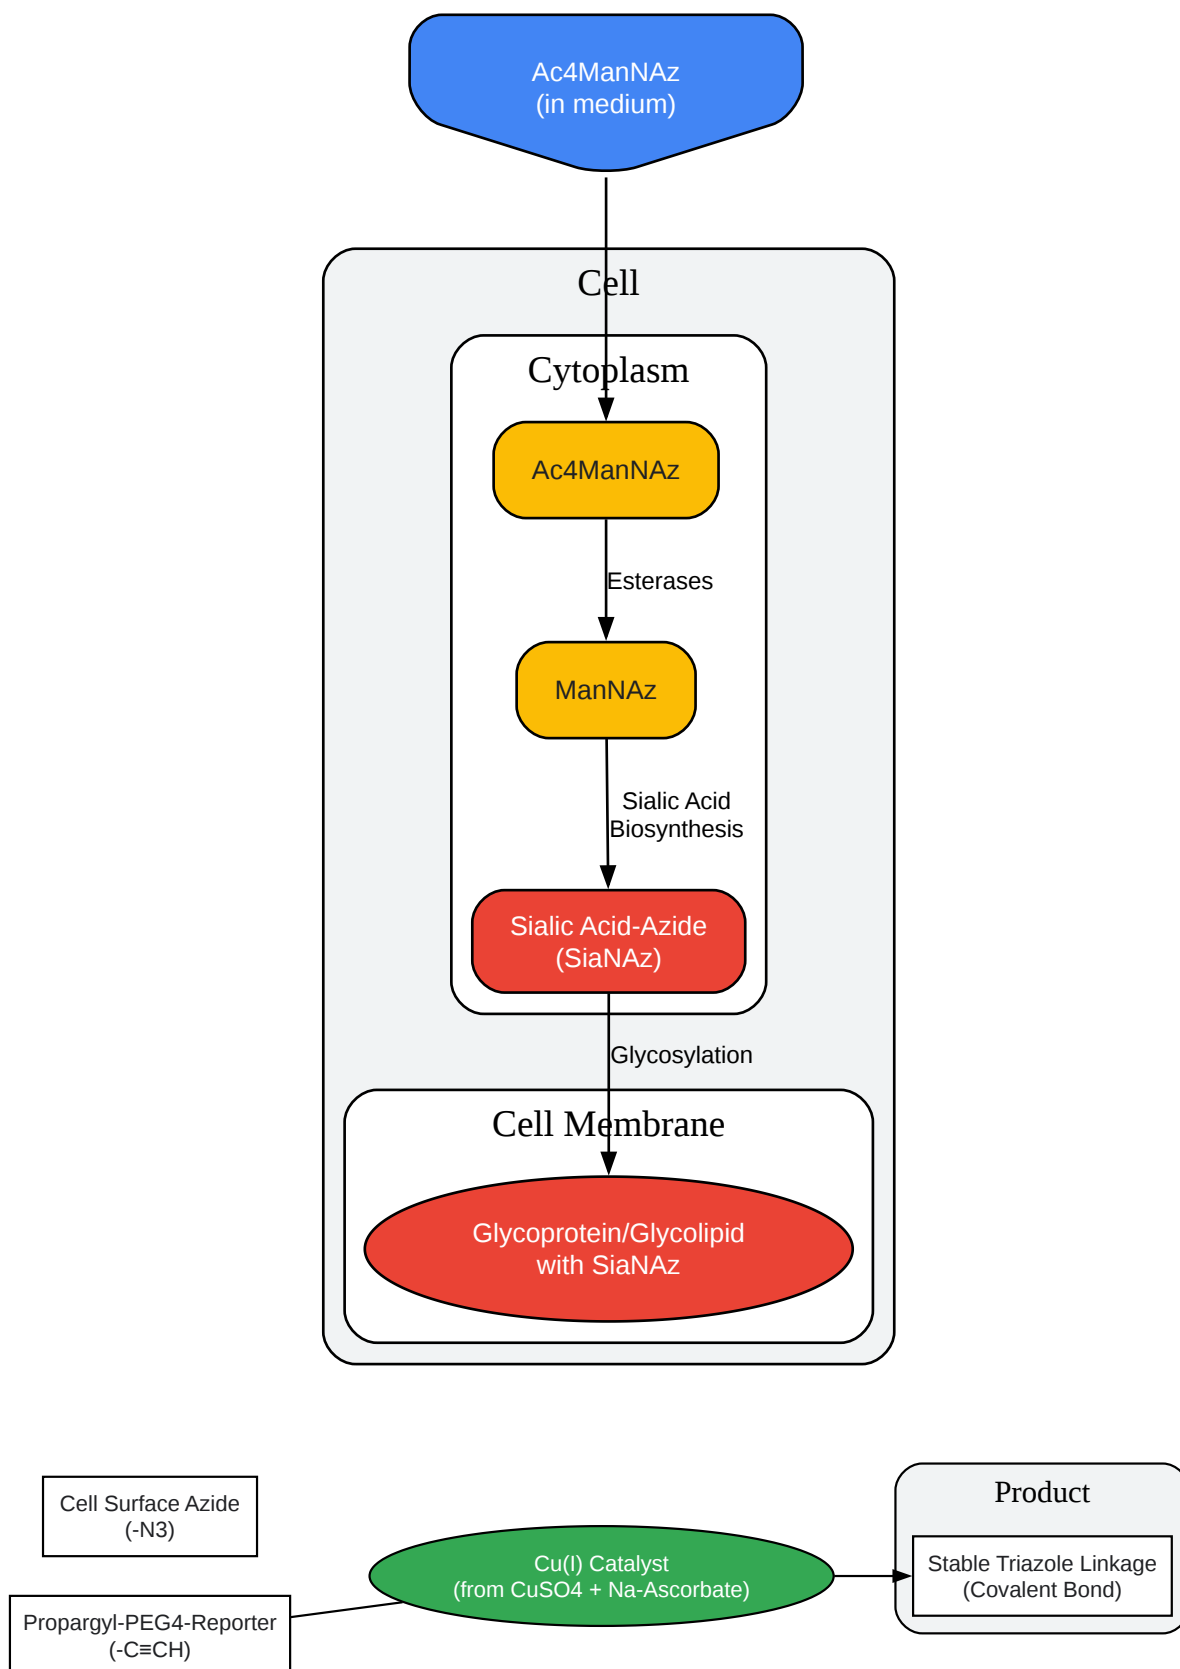 Ac4ManNAz
(in medium)
Cell
Cytoplasm
Ac4ManNAz
Esterases
ManNAz
Sialic Acid
Biosynthesis
Sialic Acid-Azide
(SiaNAz)
Glycosylation
Cell Membrane
Glycoprotein/Glycolipid
with SiaNAz
Cell Surface Azide
(-N3)
Propargyl-PEG4-Reporter
(-C≡CH)
Cu(I) Catalyst
(from CuSO4 + Na-Ascorbate)
Product
Stable Triazole Linkage
(Covalent Bond)